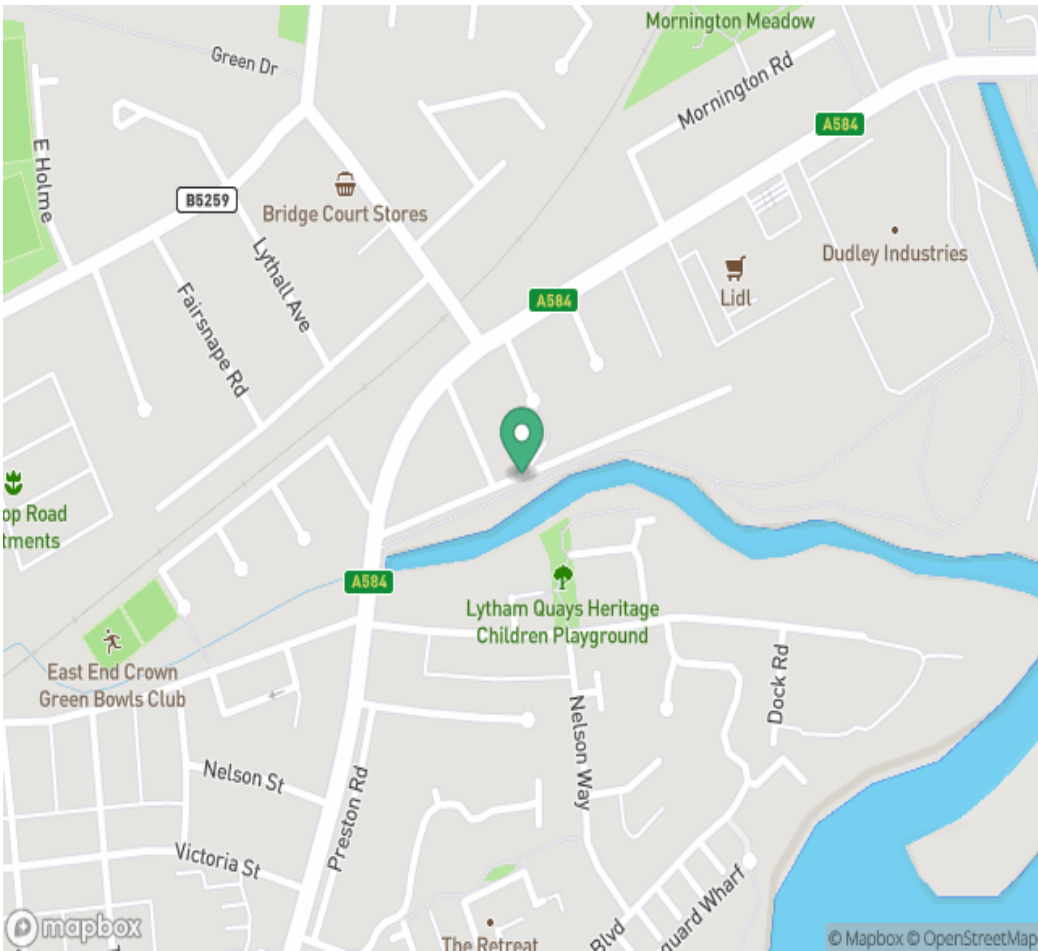 Mornington Meadow
Green Dr
Mornington Rd
A584
E Holme
B5259
Bridge Court Stores
Dudley Industries
Lythall Ave
Lidl
A584
Fairsnape Rd
op Road
tments
A584
Lytham Quays Heritage
Children Playground
East End Crown
Green Bowls Club
Dock Rd
Nelson Way
Nelson St
Preston Rd
Victoria St
guard Wharf
Blvd
The Retreat
mapbox
© Mapbox © OpenStreetMap